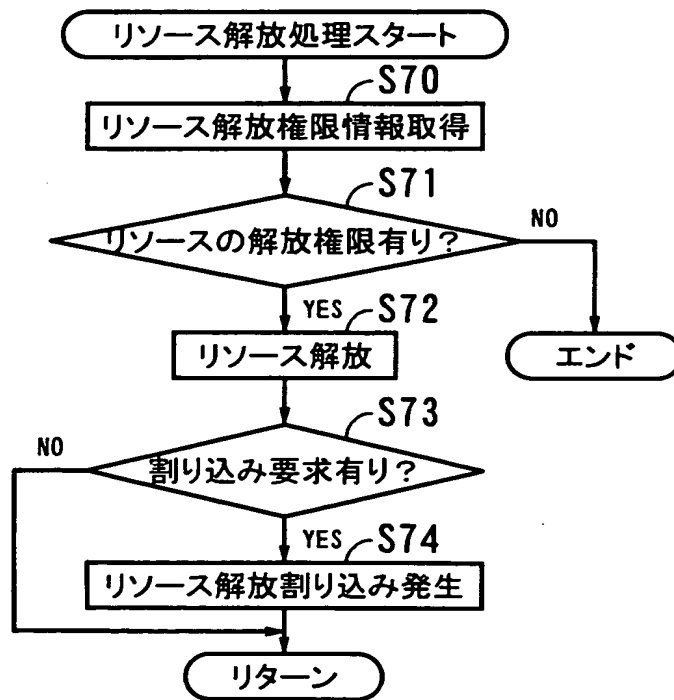 リソース解放処理スタート
S70
リソース解放権限情報取得
S71
リソースの解放権限有り?
NO
YES
S72
リソース解放
エンド
S73
NO
割り込み要求有り?
YES
S74
リソース解放割り込み発生
リターン